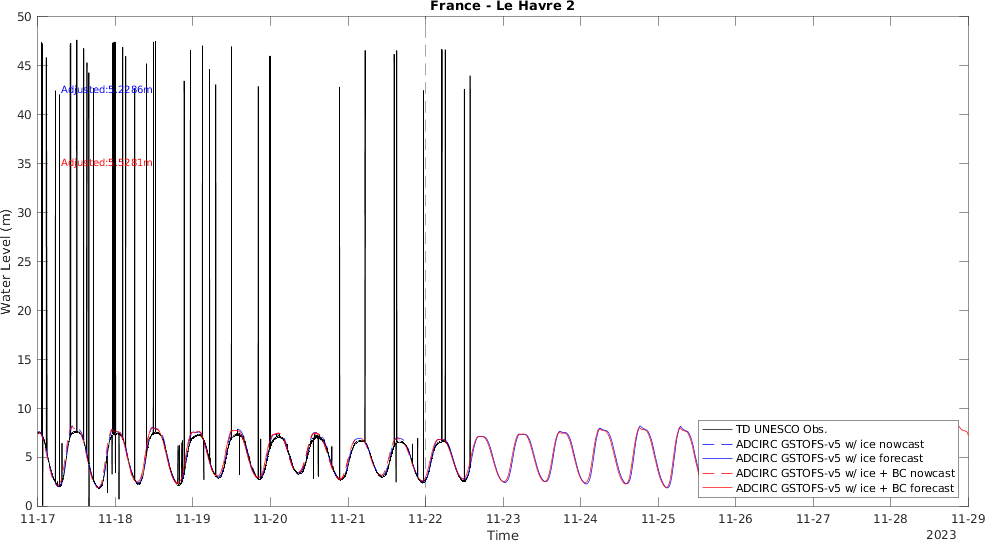 France - Le Havre 2
50
45
40
35
30
25
20
15
10
5
0
Water Level (m)
Adjusted:5.2286m
Adjusted:5.5281m
TD UNESCO Obs.
ADCIRC GSTOFS-v5 w/ ice nowcast
ADCIRC GSTOFS-v5 w/ ice forecast
ADCIRC GSTOFS-v5 w/ ice + BC nowcast
ADCIRC GSTOFS-v5 w/ ice + BC forecast
11-17 11-18 11-19 11-20 11-21 11-22 11-23 11-24 11-25 11-26 11-27 11-28 11-29
Time
2023